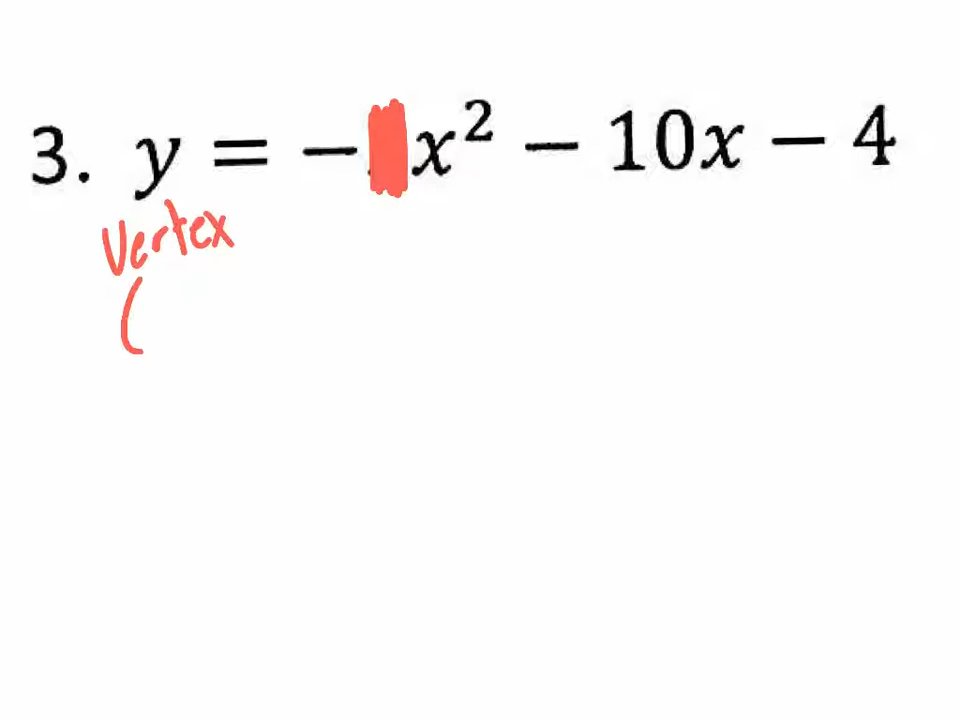 3. y = − x² − 10x − 4
Vertex
(